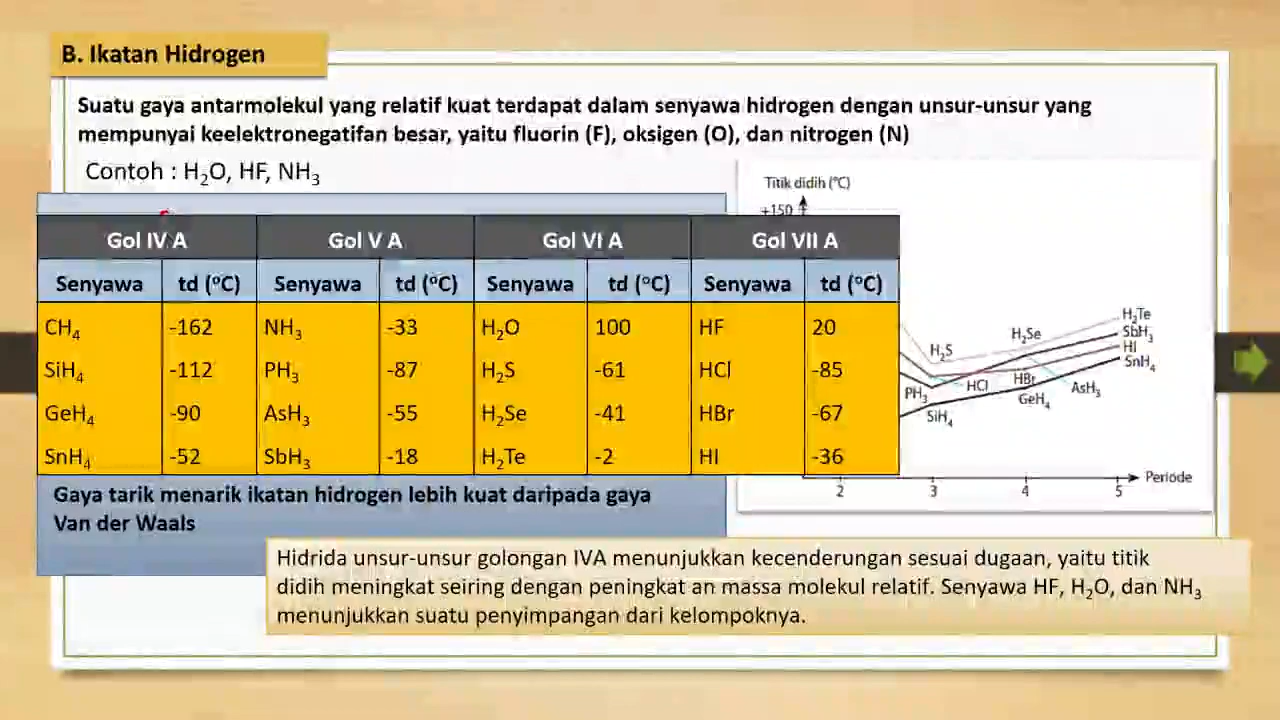 B. Ikatan Hidrogen
Suatu gaya antarmolekul yang relatif kuat terdapat dalam senyawa hidrogen dengan unsur-unsur yang
mempunyai keelektronegatifan besar, yaitu fluorin (F), oksigen (O), dan nitrogen (N)
Contoh : H₂O, HF, NH₃
Gol IV A Gol V A Gol VI A Gol VII A
Senyawa td (°C) Senyawa td (°C) Senyawa td (°C) Senyawa td (°C)
CH₄ -162 NH₃ -33 H₂O 100 HF 20
SiH₄ -112 PH₃ -87 H₂S -61 HCl -85
GeH₄ -90 AsH₃ -55 H₂Se -41 HBr -67
SnH₄ -52 SbH₃ -18 H₂Te -2 HI -36
Titik didih (°C)
+150
H₂Te
SbH₃
HI
SnH₄
H₂Se
H₂S
HCl
HBr
AsH₃
PH₃
GeH₄
SiH₄
2 3 4 5 Periode
Gaya tarik menarik ikatan hidrogen lebih kuat daripada gaya
Van der Waals
Hidrida unsur-unsur golongan IVA menunjukkan kecenderungan sesuai dugaan, yaitu titik
didih meningkat seiring dengan peningkat an massa molekul relatif. Senyawa HF, H₂O, dan NH₃
menunjukkan suatu penyimpangan dari kelompoknya.